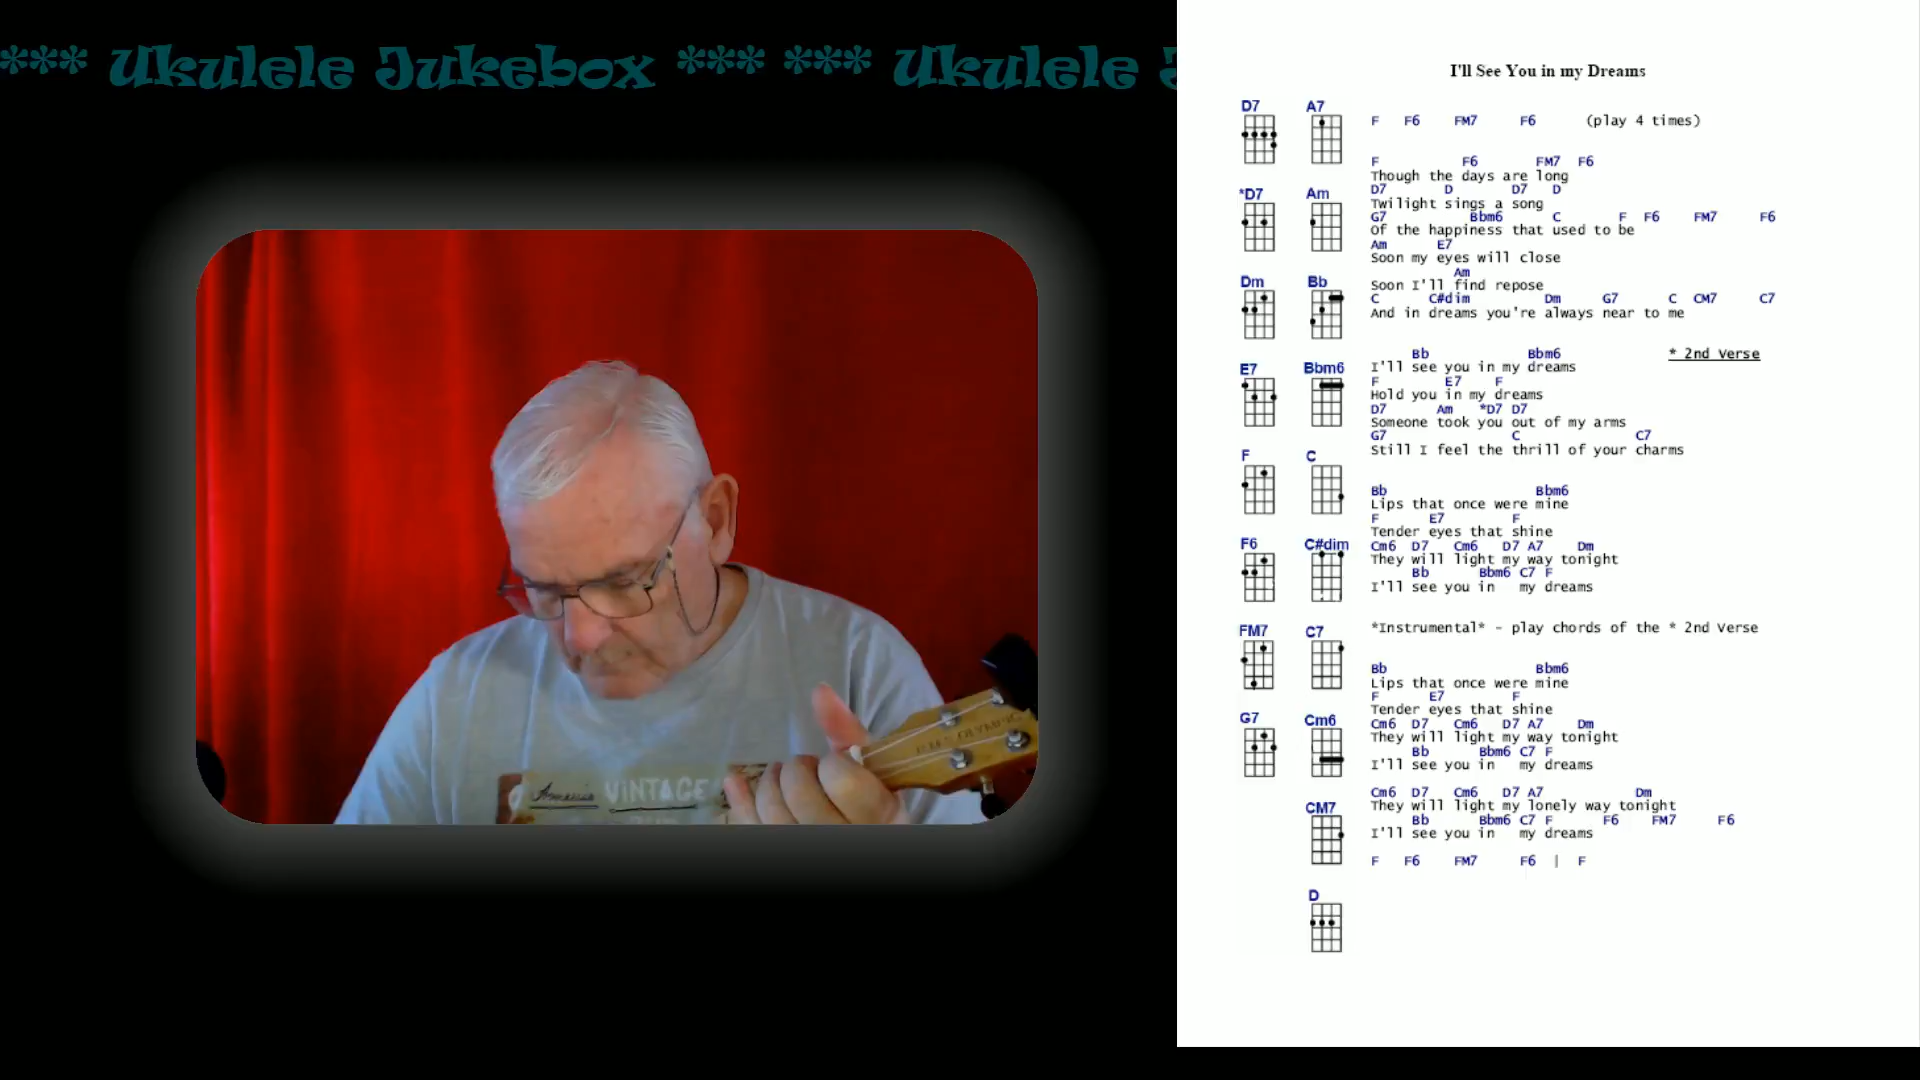 *** Ukulele Jukebox *** *** Ukulele J
I'll See You in my Dreams
D7 A7
*D7 Am
Dm Bb
E7 Bbm6
F C
F6 C#dim
FM7 C7
G7 Cm6
CM7
D
F F6 FM7 F6 (play 4 times)
F F6 FM7 F6
Though the days are long
D7 D D7 D
Twilight sings a song
G7 Bbm6 C F F6 FM7 F6
Of the happiness that used to be
Am E7
Soon my eyes will close
Am
Soon I'll find repose
C C#dim Dm G7 C CM7 C7
And in dreams you're always near to me
Bb Bbm6 * 2nd Verse
I'll see you in my dreams
F E7 F
Hold you in my dreams
D7 Am *D7 D7
Someone took you out of my arms
G7 C C7
Still I feel the thrill of your charms
Bb Bbm6
Lips that once were mine
F E7 F
Tender eyes that shine
Cm6 D7 Cm6 D7 A7 Dm
They will light my way tonight
Bb Bbm6 C7 F
I'll see you in my dreams
*Instrumental* - play chords of the * 2nd Verse
Bb Bbm6
Lips that once were mine
F E7 F
Tender eyes that shine
Cm6 D7 Cm6 D7 A7 Dm
They will light my way tonight
Bb Bbm6 C7 F
I'll see you in my dreams
Cm6 D7 Cm6 D7 A7 Dm
They will light my lonely way tonight
Bb Bbm6 C7 F F6 FM7 F6
I'll see you in my dreams
F F6 FM7 F6 | F
VINTAGE